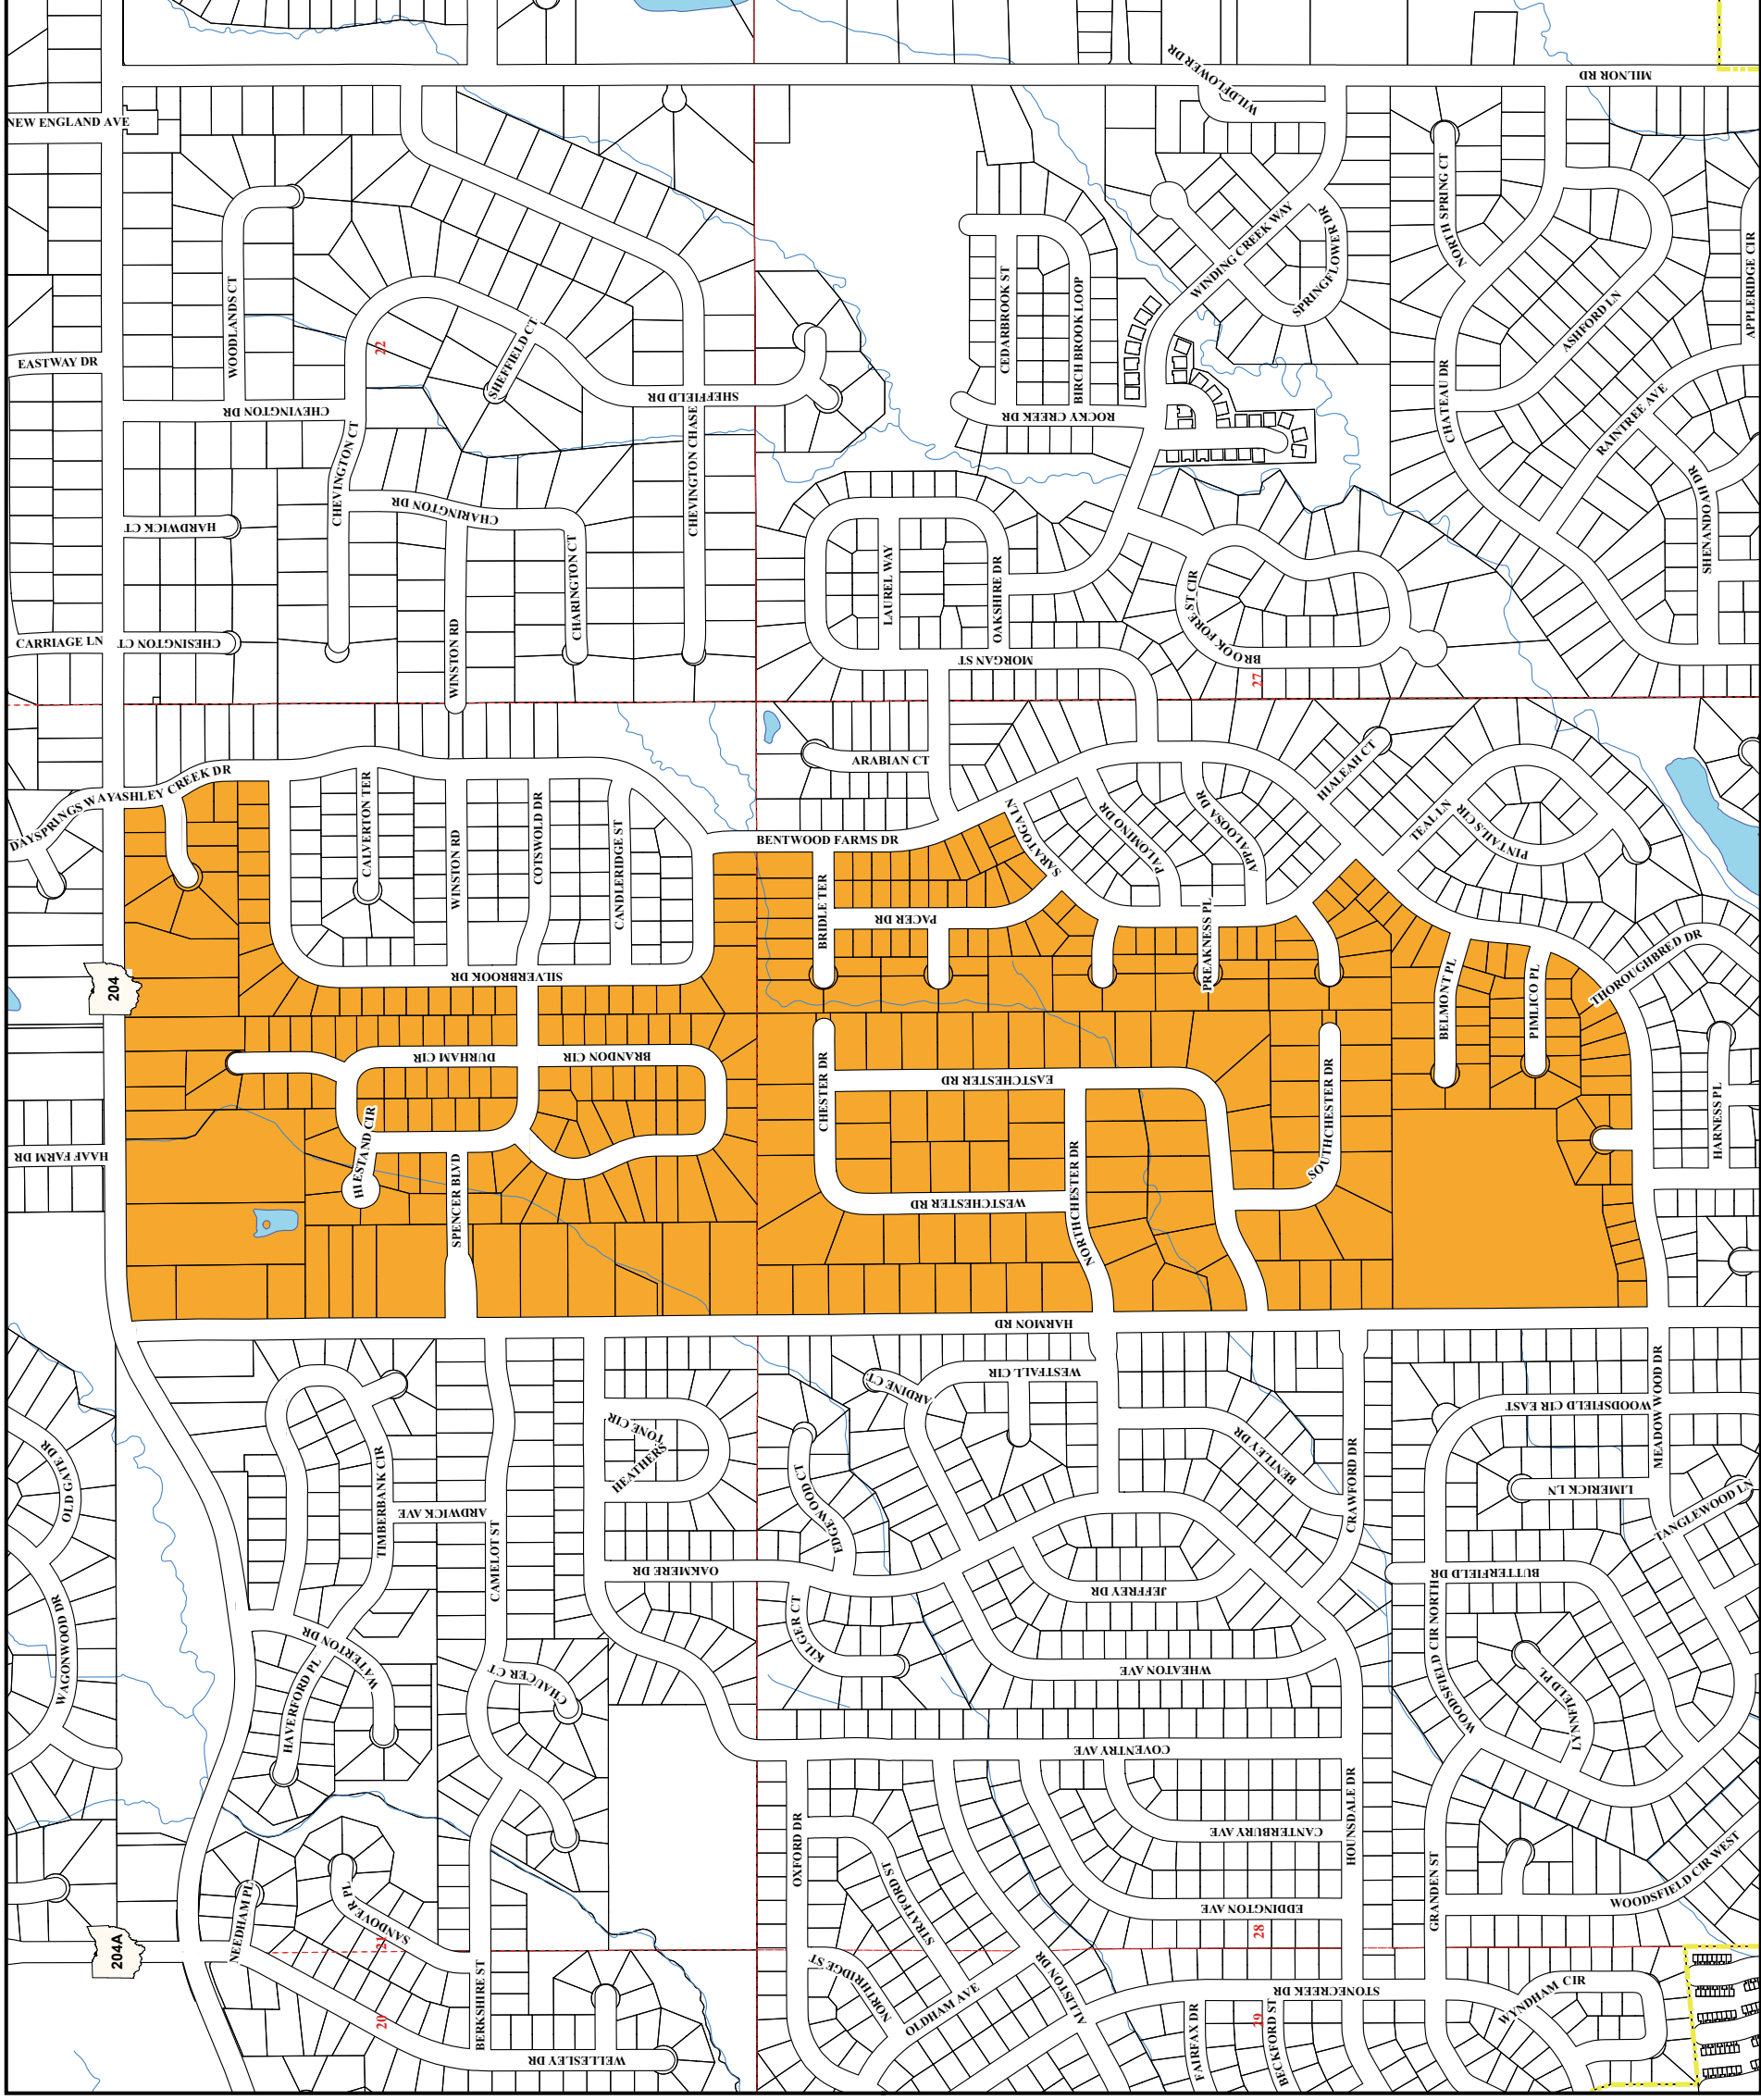 WILDFLOWER DR
MILNOR RD
NEW ENGLAND AVE
NORTH SPRING CT
WINDING CREEK WAY
SPRINGFLOWER DR
APPLERIDGE CIR
WOODLANDS CT
CEDARBROOK ST
BIRCH BROOK LOOP
ASHFORD LN
22
SHEFFIELD CT
EASTWAY DR
CHATEAU DR
SHEFFIELD DR
CHEVINGTON DR
ROCKY CREEK DR
RAINTREE AVE
CHEVINGTON CT
CHEVINGTON CHASE
CHARINGTON DR
HARDWICK CT
SHENANDOAH DR
CHARINGTON CT
LAUREL WAY
OAKSHIRE DR
BROOK FOREST CIR
CARRIAGE LN
CHESINGTON CT
WINSTON RD
MORGAN ST
27
ARABIAN CT
HIALEAH CT
DAYSPRINGS WAY
ASHLEY CREEK DR
CALVERTON TER
WINSTON RD
COTSWOLD DR
CANDLERIDGE ST
BENTWOOD FARMS DR
SARATOGA LN
PALOMINO DR
APPALOOSA DR
TEAL LN
PINTAILS CIR
BRIDLE TER
PACER DR
PREAKNESS PL
SILVERBROOK DR
BELMONT PL
PIMLICO PL
THOROUGHBRED DR
204
DURHAM CIR
BRANDON CIR
CHESTER DR
EASTCHESTER RD
SOUTHCHESTER DR
HARNESS PL
HAAF FARM DR
HIESTAND CIR
SPENCER BLVD
WESTCHESTER RD
NORTHCHESTER DR
HARMON RD
WESTFALL CIR
ARDINE CT
MEADOW WOOD DR
WOODSFIELD CIR EAST
OLD GATE DR
HEATHERSTONE CIR
BENTLEY DR
CRAWFORD DR
TIMBERBANK CIR
ARDWICK AVE
CAMELOT ST
EDGEWOOD CT
LIMERICK LN
TANGLEWOOD LN
OAKMERE DR
JEFFREY DR
BUTTERFIELD DR
WAGONWOOD DR
WATERTON DR
HAVERFORD PL
CHAUCER CT
KILGER CT
WHEATON AVE
WOODSFIELD CIR NORTH
LYNNFIELD PL
COVENTRY AVE
OXFORD DR
CANTERBURY AVE
HOUNSDALE DR
STRATFORD ST
GRANDEN ST
WOODSFIELD CIR WEST
NEEDHAM PL
SANDOVER PL
EDDINGTON AVE
28
21
204A
BERKSHIRE ST
NORTHRIDGE ST
OLDHAM AVE
ALLISTON DR
STONECREEK DR
WYNDHAM CIR
20
29
FAIRFAX DR
BECKFORD ST
WELLESLEY DR